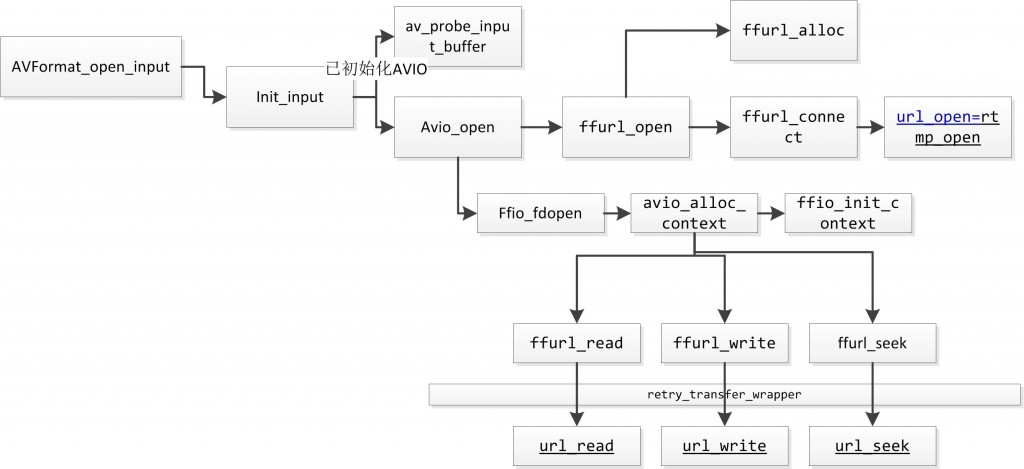 AVFormat_open_input
Init_input
已初始化AVIO
av_probe_inpu
t_buffer
Avio_open
ffurl_open
ffurl_alloc
ffurl_conne
ct
url_open=rt
mp_open
Ffio_fdopen
avio_alloc_
context
ffio_init_c
ontext
ffurl_read
ffurl_write
ffurl_seek
retry_transfer_wrapper
url_read
url_write
url_seek